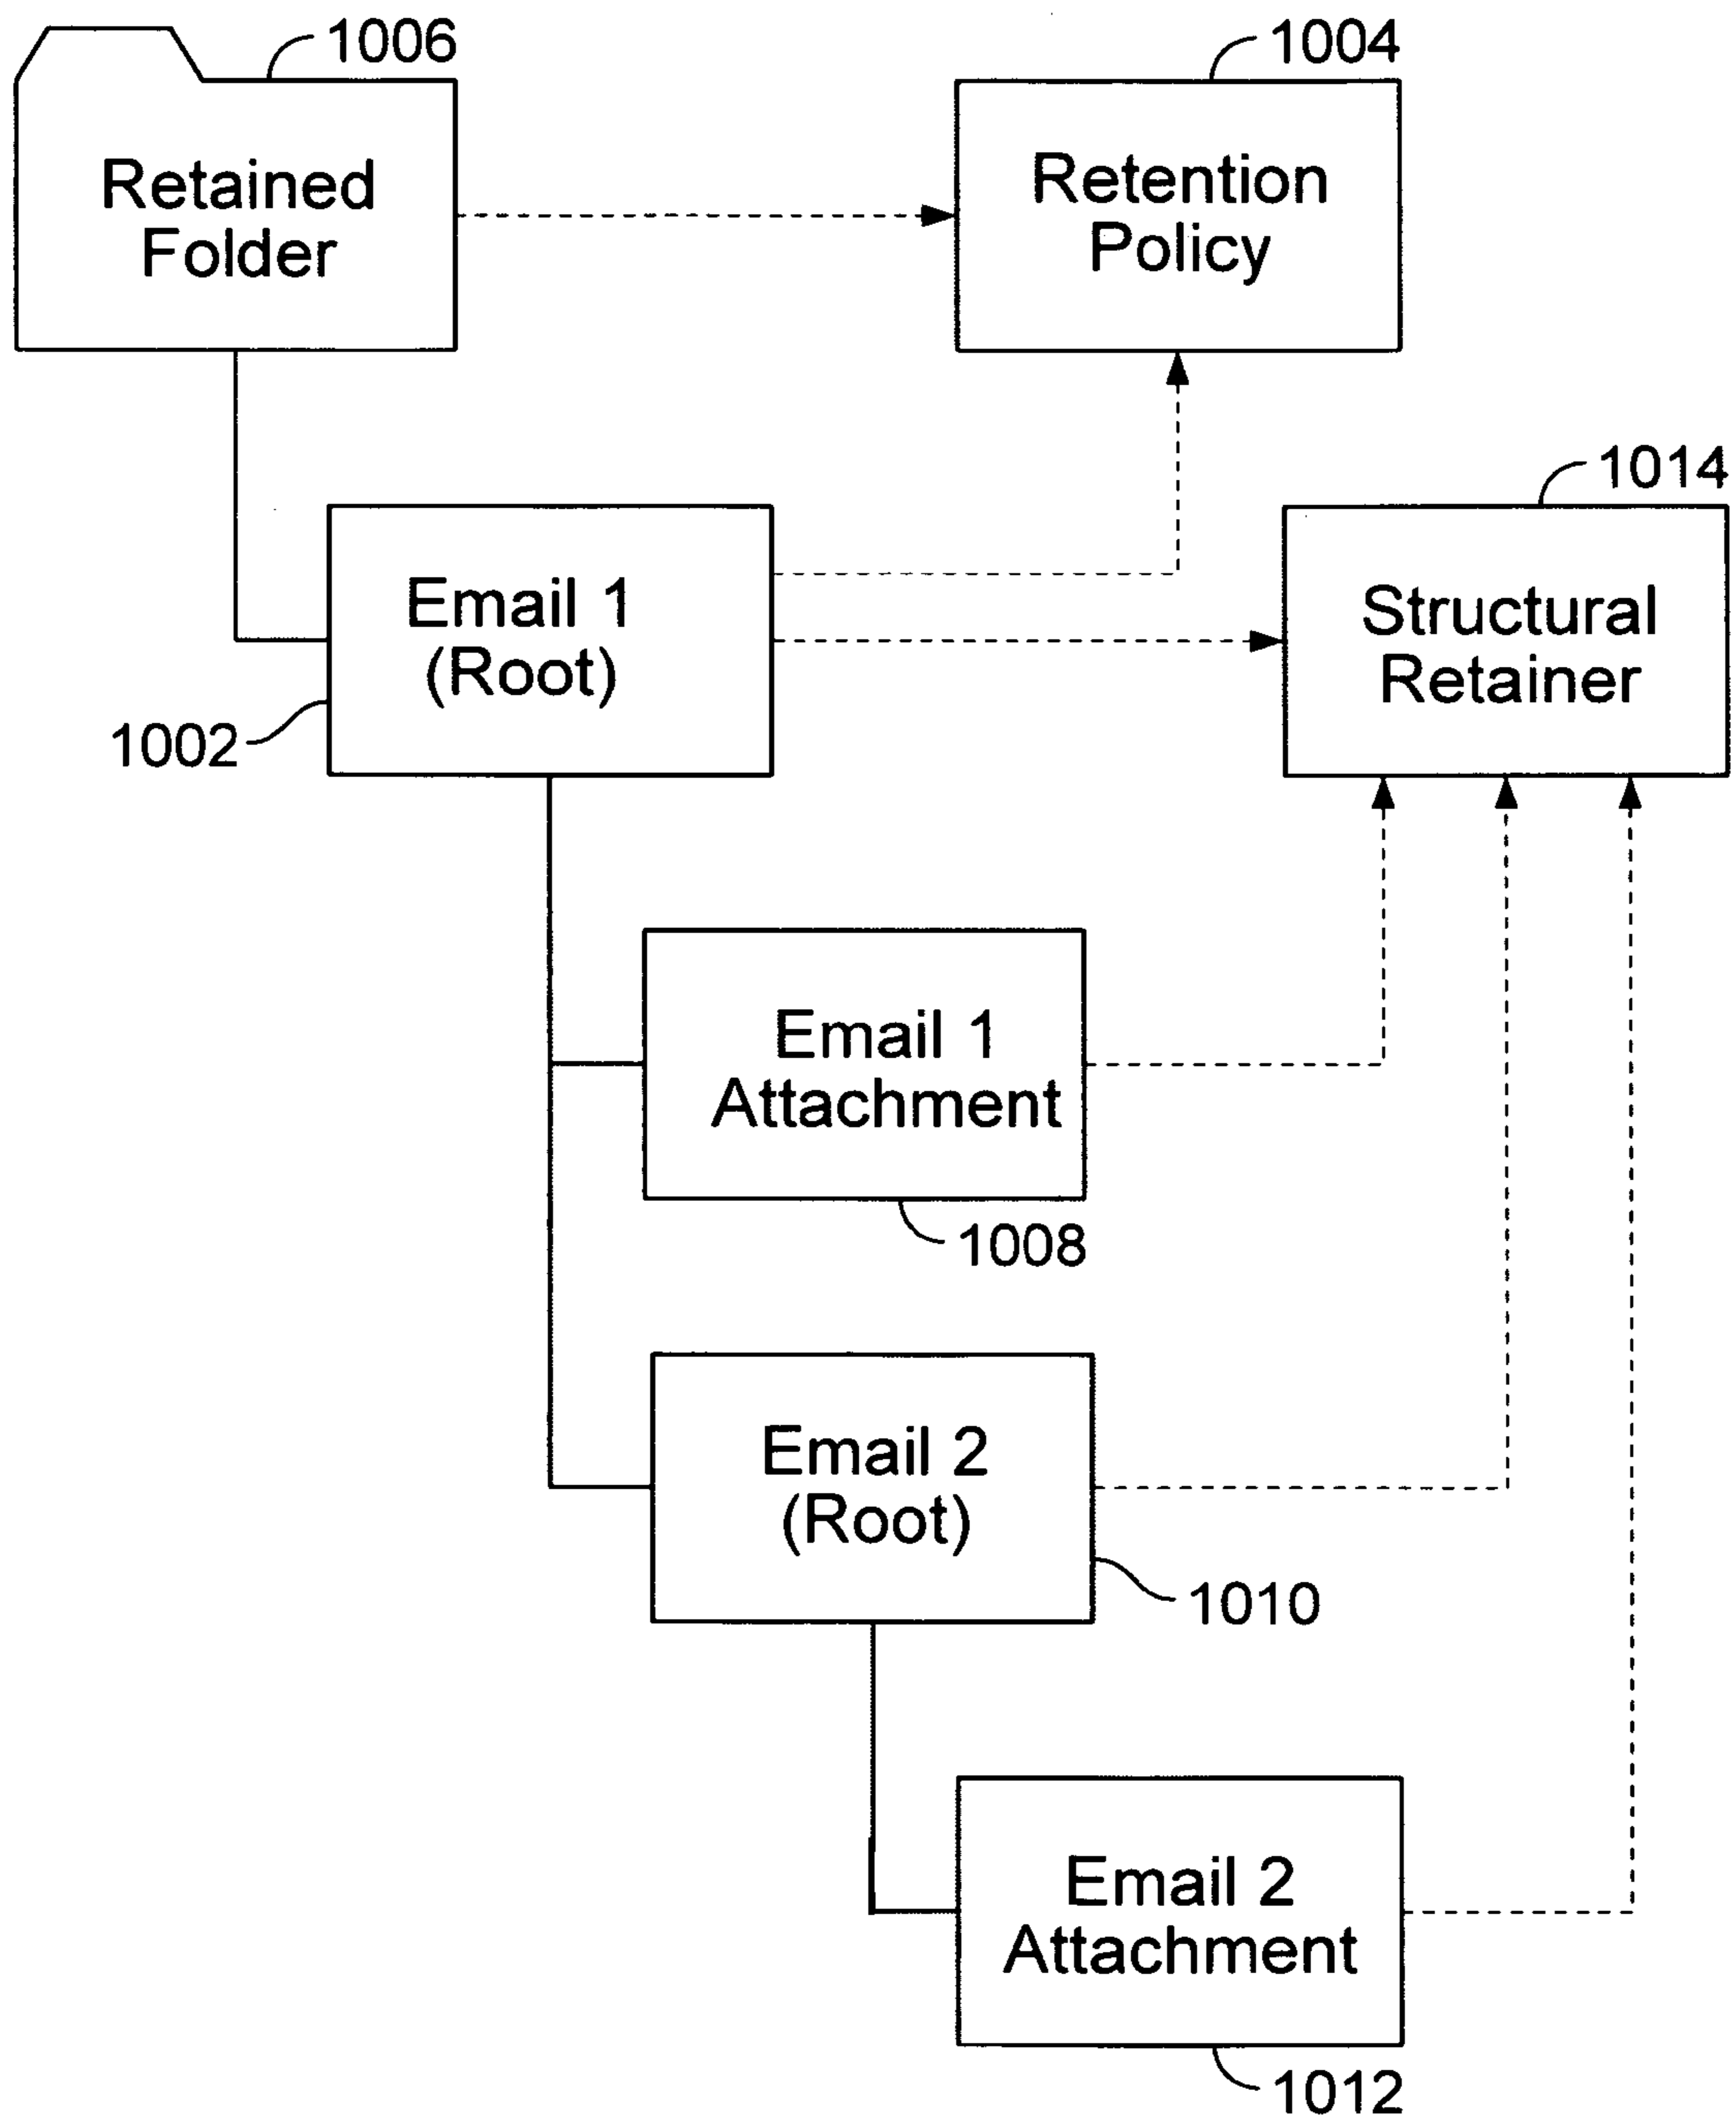 1006
1004
Retained
Folder
Retention
Policy
1014
Email 1
(Root)
Structural
Retainer
1002
Email 1
Attachment
1008
Email 2
(Root)
1010
Email 2
Attachment
1012